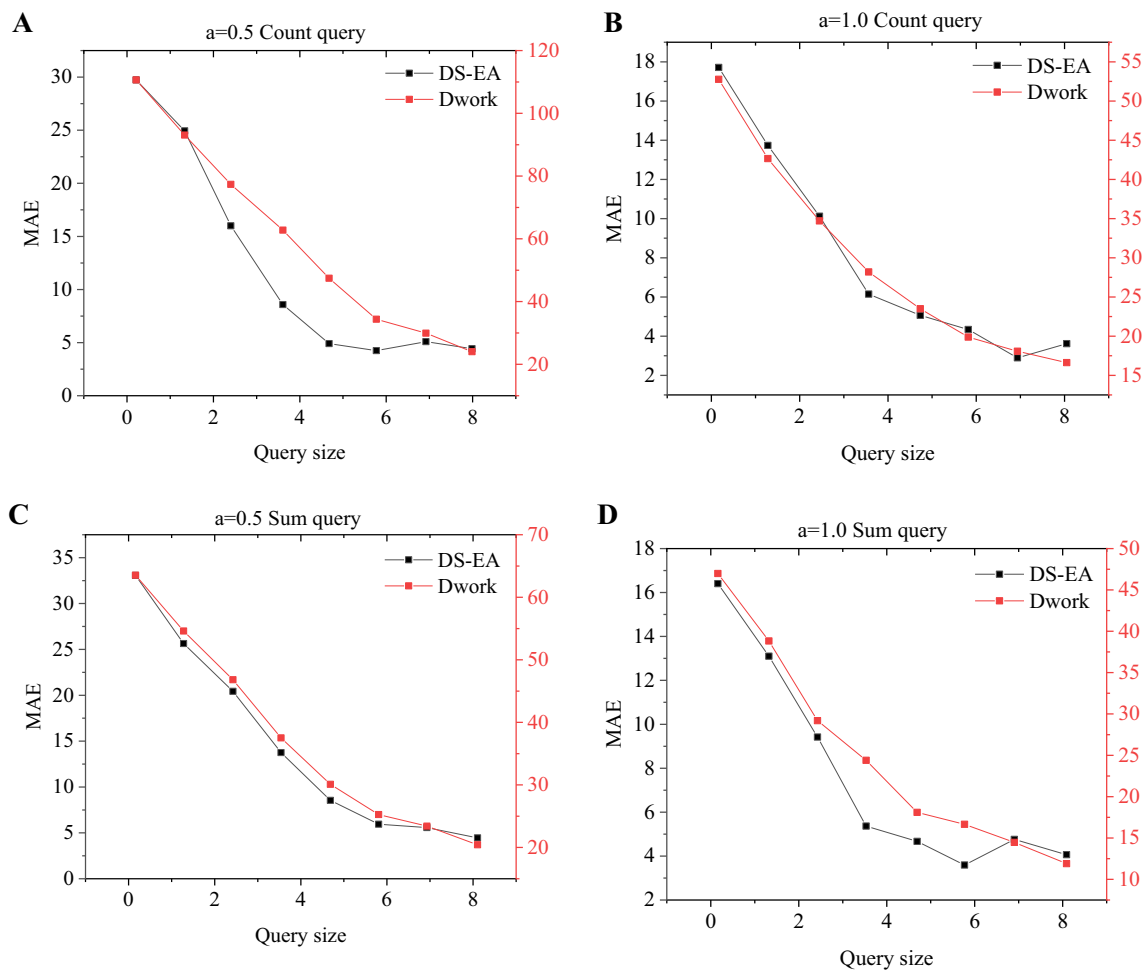 A
a=0.5 Count query
DS-EA
Dwork
MAE
30
25
20
15
10
5
0
120
100
80
60
40
20
0 2 4 6 8
Query size
B
a=1.0 Count query
DS-EA
Dwork
MAE
18
16
14
12
10
8
6
4
2
55
50
45
40
35
30
25
20
15
0 2 4 6 8
Query size
C
a=0.5 Sum query
DS-EA
Dwork
MAE
35
30
25
20
15
10
5
0
70
60
50
40
30
20
0 2 4 6 8
Query size
D
a=1.0 Sum query
DS-EA
Dwork
MAE
18
16
14
12
10
8
6
4
2
50
45
40
35
30
25
20
15
10
0 2 4 6 8
Query size